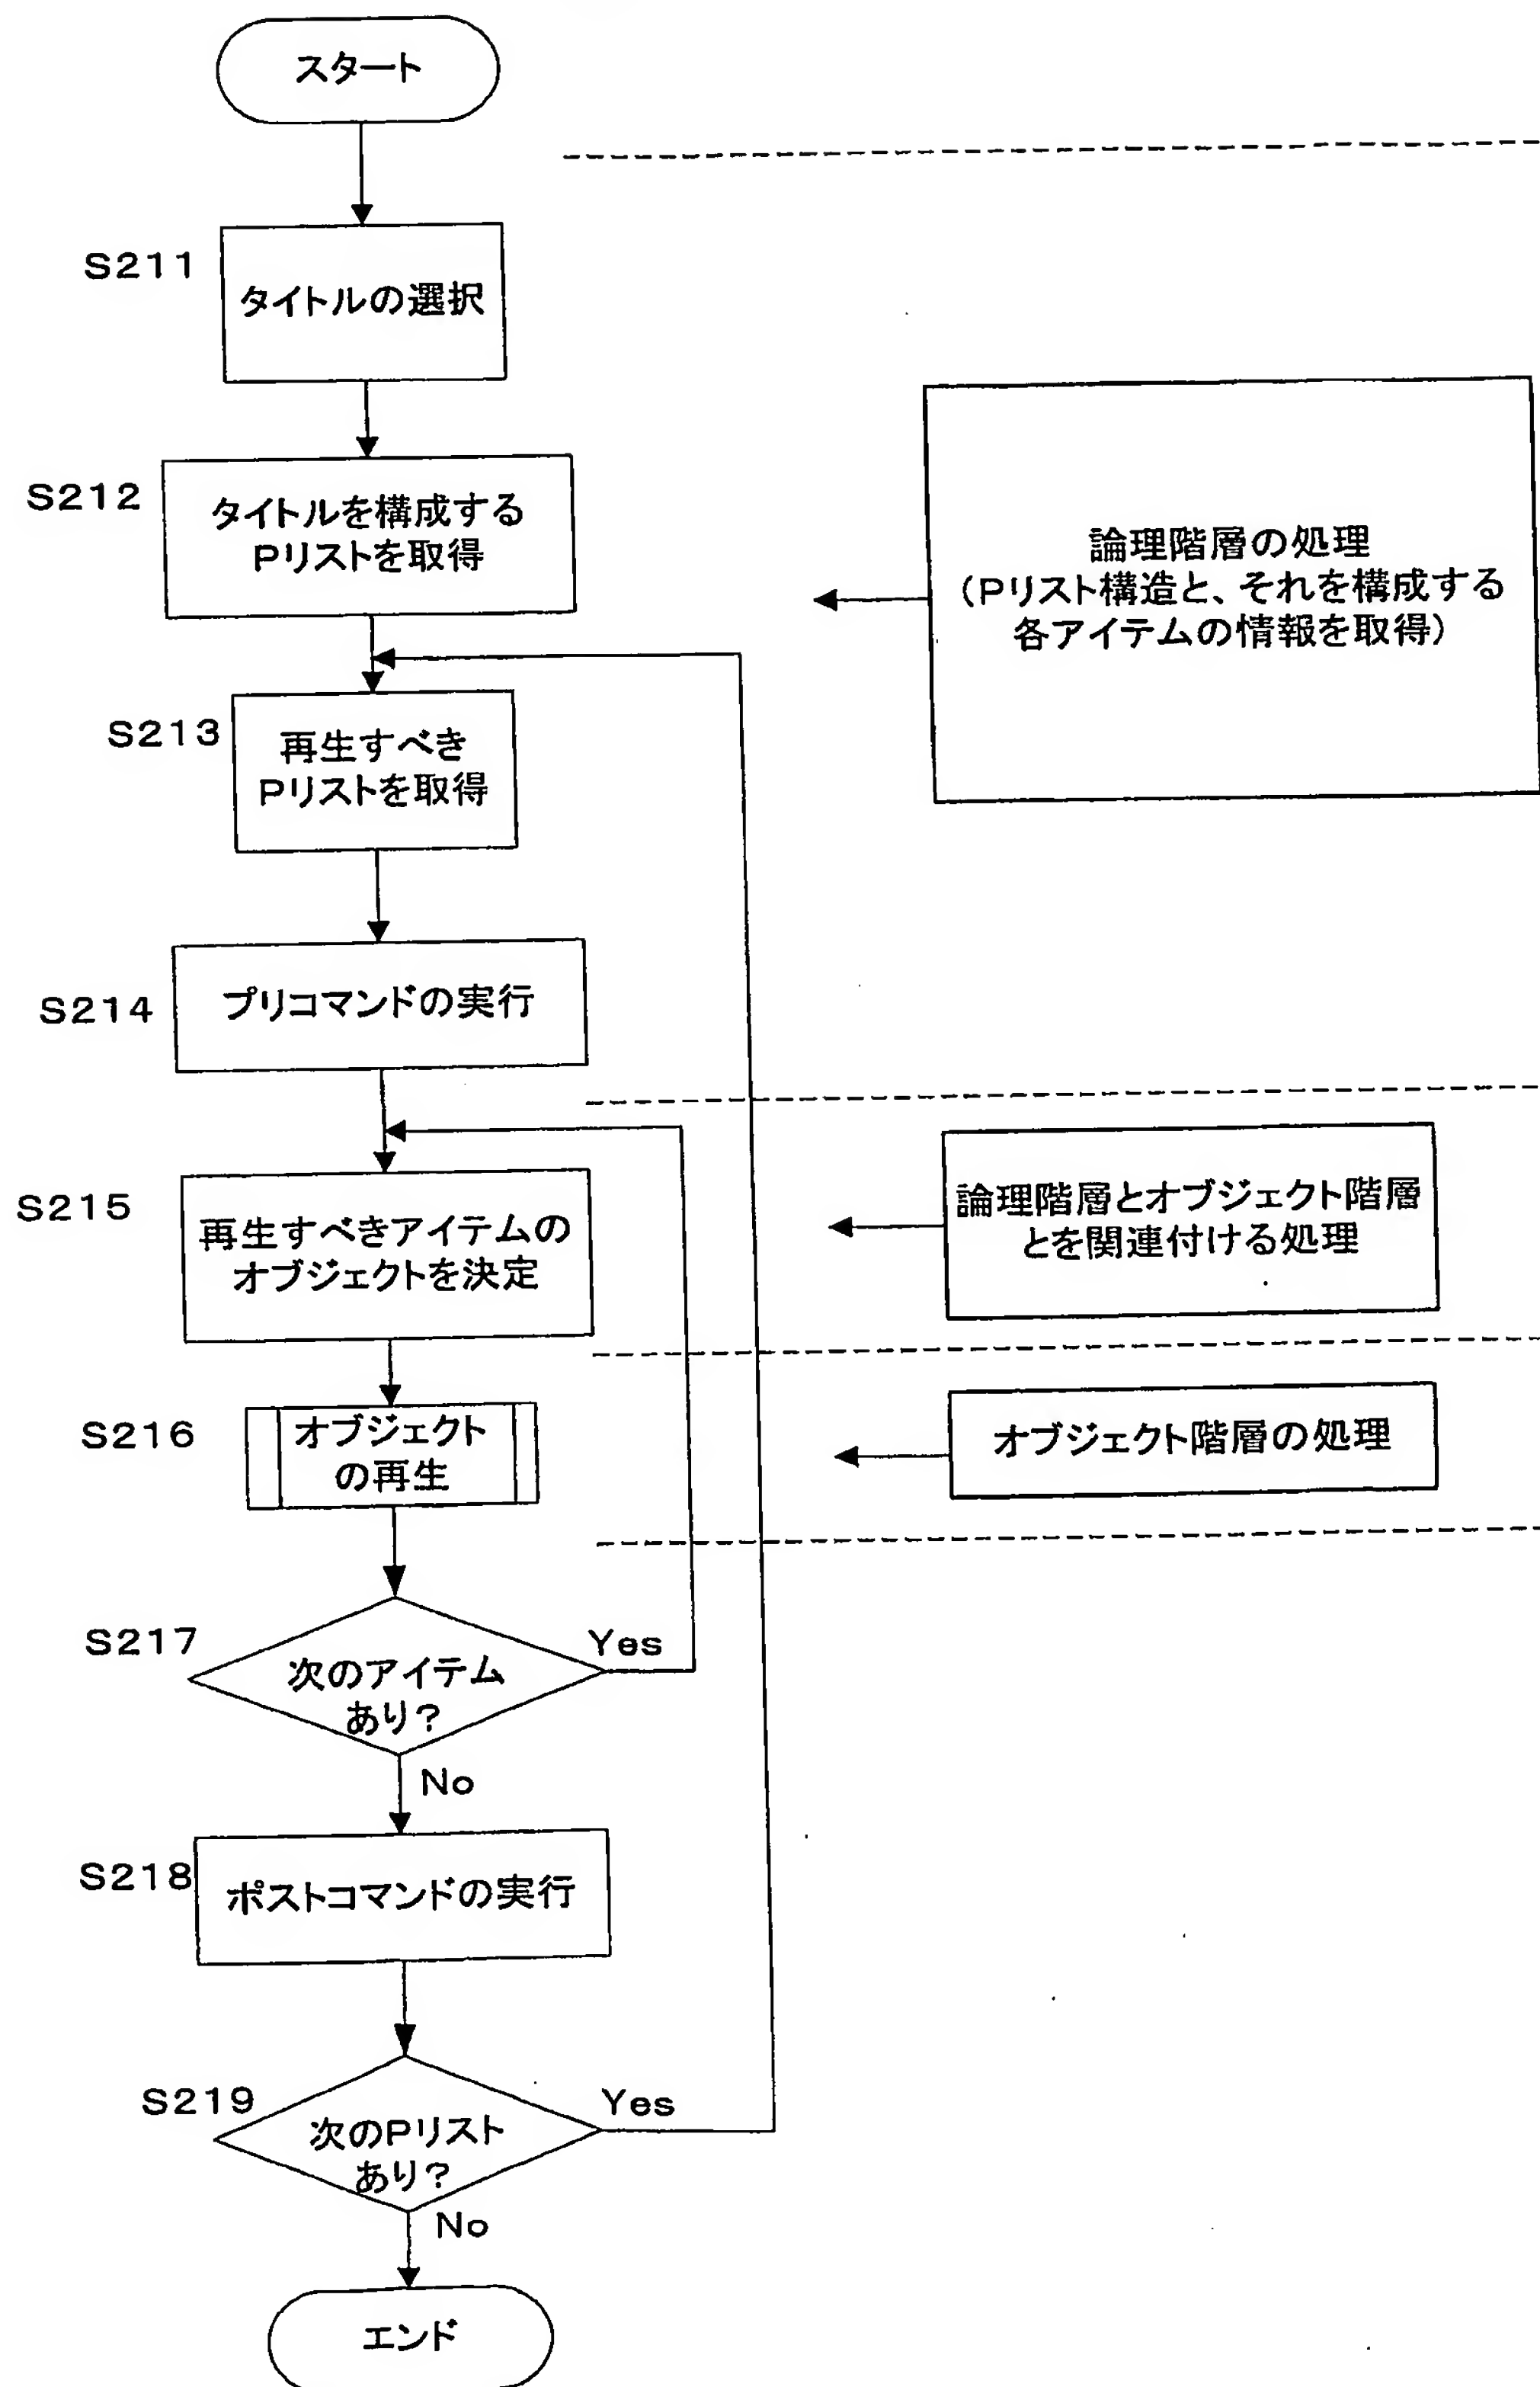 スタート
S211
タイトルの選択
S212
タイトルを構成する
Pリストを取得
論理階層の処理
(Pリスト構造と、それを構成する
各アイテムの情報を取得)
S213
再生すべき
Pリストを取得
S214
プリコマンドの実行
S215
再生すべきアイテムの
オブジェクトを決定
論理階層とオブジェクト階層
とを関連付ける処理
S216
オブジェクト
の再生
オブジェクト階層の処理
S217
次のアイテム
あり?
Yes
No
S218
ポストコマンドの実行
S219
次のPリスト
あり?
Yes
No
エンド